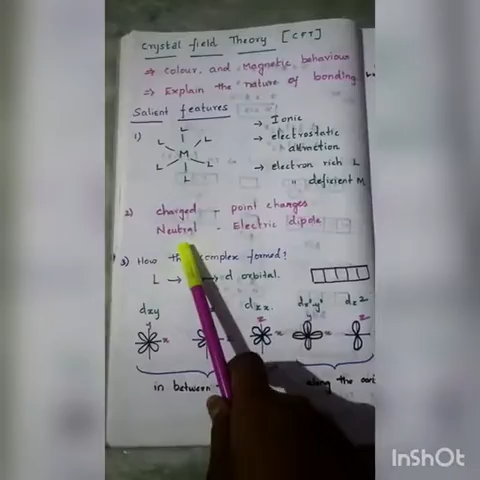 Crystal field Theory [CFT]
⇒ Colour, and magnetic behaviour
⇒ Explain the nature of bonding
Salient features
1) L L L M L L L
→ Ionic
→ electrostatic
attraction
→ electron rich L
" deficient M
2) charged - point charges
Neutral - Electric dipole
3) How the complex formed?
L → → d orbital.
dxy dzx. dx²y² dz2
y z y z
x x x
in between along the
InShOt